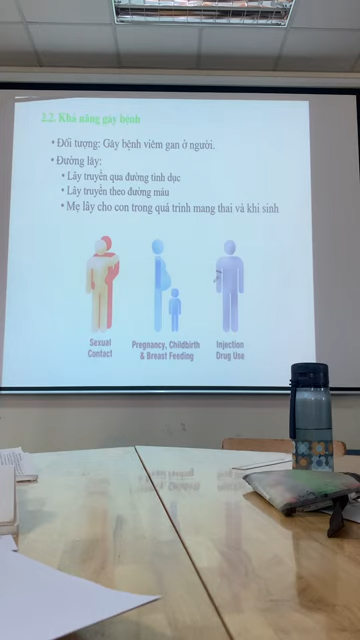 2.2. Khả năng gây bệnh
• Đối tượng: Gây bệnh viêm gan ở người.
• Đường lây:
• Lây truyền qua đường tình dục
• Lây truyền theo đường máu
• Mẹ lây cho con trong quá trình mang thai và khi sinh
Sexual
Contact
Pregnancy, Childbirth
& Breast Feeding
Injection
Drug Use